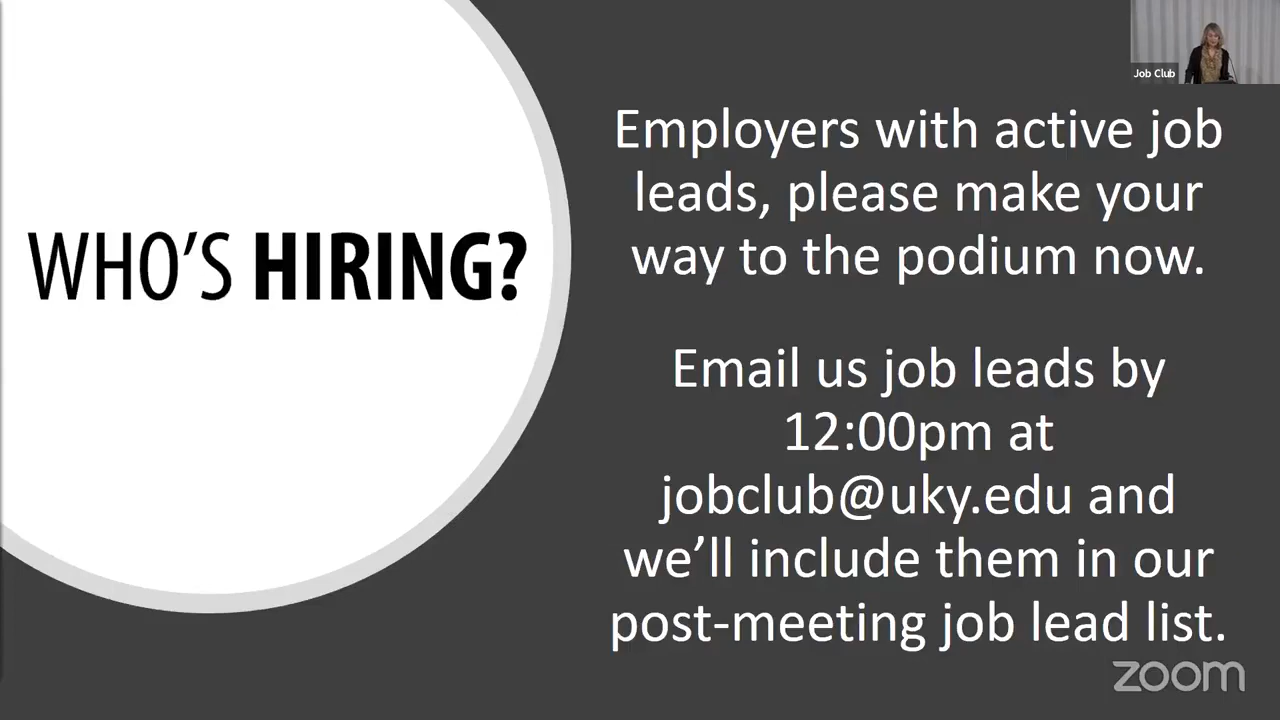 Job Club
WHO'S HIRING?
Employers with active job
leads, please make your
way to the podium now.
Email us job leads by
12:00pm at
jobclub@uky.edu and
we'll include them in our
post-meeting job lead list.
zoom